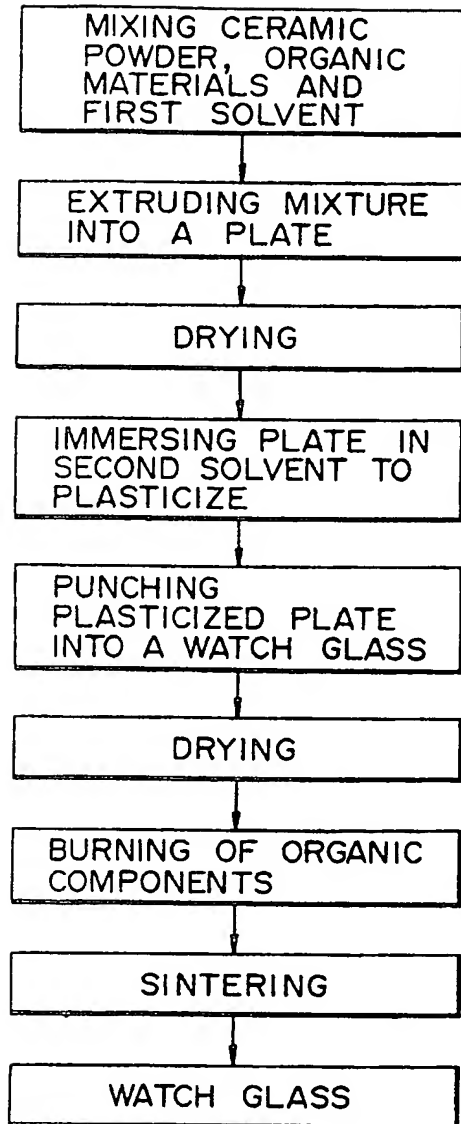 MIXING CERAMIC
POWDER, ORGANIC
MATERIALS AND
FIRST SOLVENT
EXTRUDING MIXTURE
INTO A PLATE
DRYING
IMMERSING PLATE IN
SECOND SOLVENT TO
PLASTICIZE
PUNCHING
PLASTICIZED PLATE
INTO A WATCH GLASS
DRYING
BURNING OF ORGANIC
COMPONENTS
SINTERING
WATCH GLASS